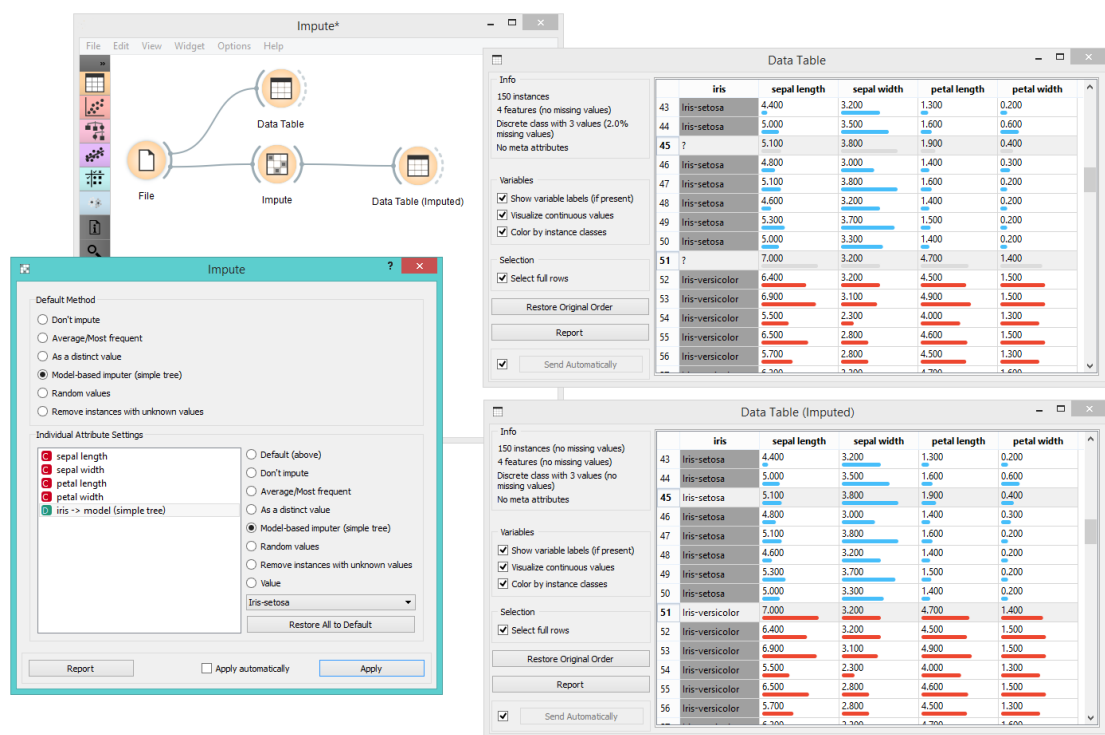 Impute*
File Edit View Widget Options Help
»
Data Table
File
Impute
Data Table (Imputed)
Data Table
Info
150 instances
4 features (no missing values)
Discrete class with 3 values (2.0%
missing values)
No meta attributes
Variables
Show variable labels (if present)
Visualize continuous values
Color by instance classes
Selection
Select full rows
Restore Original Order
Report
Send Automatically
iris sepal length sepal width petal length petal width
43 Iris-setosa 4.400 3.200 1.300 0.200
44 Iris-setosa 5.000 3.500 1.600 0.600
45 ? 5.100 3.800 1.900 0.400
46 Iris-setosa 4.800 3.000 1.400 0.300
47 Iris-setosa 5.100 3.800 1.600 0.200
48 Iris-setosa 4.600 3.200 1.400 0.200
49 Iris-setosa 5.300 3.700 1.500 0.200
50 Iris-setosa 5.000 3.300 1.400 0.200
51 ? 7.000 3.200 4.700 1.400
52 Iris-versicolor 6.400 3.200 4.500 1.500
53 Iris-versicolor 6.900 3.100 4.900 1.500
54 Iris-versicolor 5.500 2.300 4.000 1.300
55 Iris-versicolor 6.500 2.800 4.600 1.500
56 Iris-versicolor 5.700 2.800 4.500 1.300
Impute
?
Default Method
Don't impute
Average/Most frequent
As a distinct value
Model-based imputer (simple tree)
Random values
Remove instances with unknown values
Individual Attribute Settings
C sepal length
C sepal width
C petal length
C petal width
D iris -> model (simple tree)
Default (above)
Don't impute
Average/Most frequent
As a distinct value
Model-based imputer (simple tree)
Random values
Remove instances with unknown values
Value
Iris-setosa
Restore All to Default
Report
Apply automatically
Apply
Data Table (Imputed)
Info
150 instances (no missing values)
4 features (no missing values)
Discrete class with 3 values (no
missing values)
No meta attributes
Variables
Show variable labels (if present)
Visualize continuous values
Color by instance classes
Selection
Select full rows
Restore Original Order
Report
Send Automatically
iris sepal length sepal width petal length petal width
43 Iris-setosa 4.400 3.200 1.300 0.200
44 Iris-setosa 5.000 3.500 1.600 0.600
45 Iris-setosa 5.100 3.800 1.900 0.400
46 Iris-setosa 4.800 3.000 1.400 0.300
47 Iris-setosa 5.100 3.800 1.600 0.200
48 Iris-setosa 4.600 3.200 1.400 0.200
49 Iris-setosa 5.300 3.700 1.500 0.200
50 Iris-setosa 5.000 3.300 1.400 0.200
51 Iris-versicolor 7.000 3.200 4.700 1.400
52 Iris-versicolor 6.400 3.200 4.500 1.500
53 Iris-versicolor 6.900 3.100 4.900 1.500
54 Iris-versicolor 5.500 2.300 4.000 1.300
55 Iris-versicolor 6.500 2.800 4.600 1.500
56 Iris-versicolor 5.700 2.800 4.500 1.300